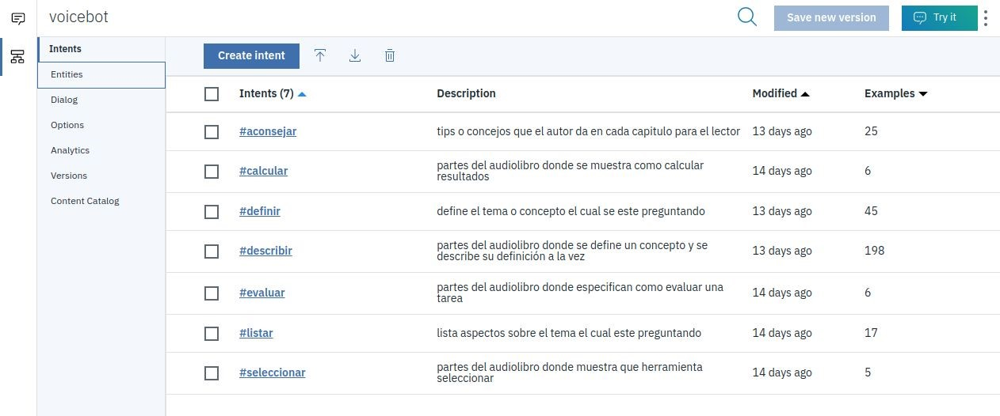 voicebot
Save new version
Try it
Intents
Entities
Dialog
Options
Analytics
Versions
Content Catalog
Create intent
Intents (7) Description Modified Examples
#aconsejar tips o concejos que el autor da en cada capitulo para el lector 13 days ago 25
#calcular partes del audiolibro donde se muestra como calcular
resultados 14 days ago 6
#definir define el tema o concepto el cual se este preguntando 13 days ago 45
#describir partes del audiolibro donde se define un concepto y se
describe su definición a la vez 13 days ago 198
#evaluar partes del audiolibro donde especifican como evaluar una
tarea 14 days ago 6
#listar lista aspectos sobre el tema el cual este preguntando 14 days ago 17
#seleccionar partes del audiolibro donde muestra que herramienta
seleccionar 14 days ago 5